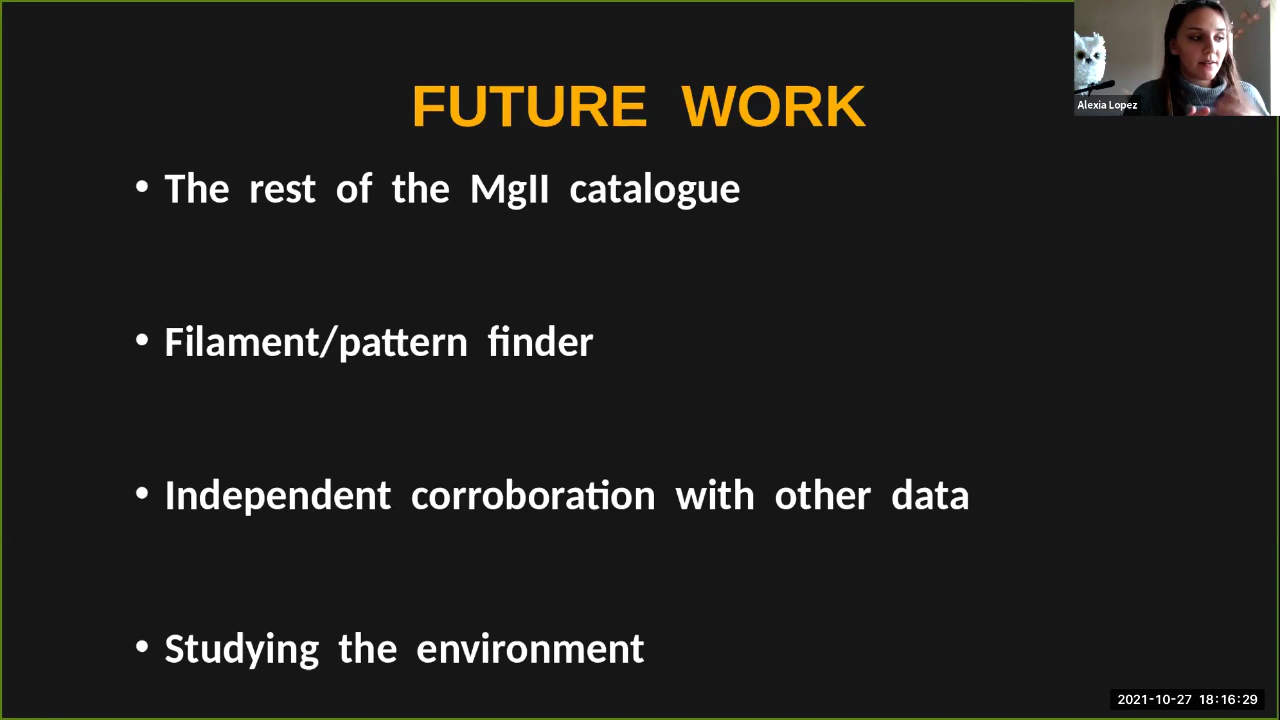 FUTURE WORK
Alexia Lopez
• The rest of the MgII catalogue
• Filament/pattern finder
• Independent corroboration with other data
• Studying the environment
2021-10-27 18:16:29